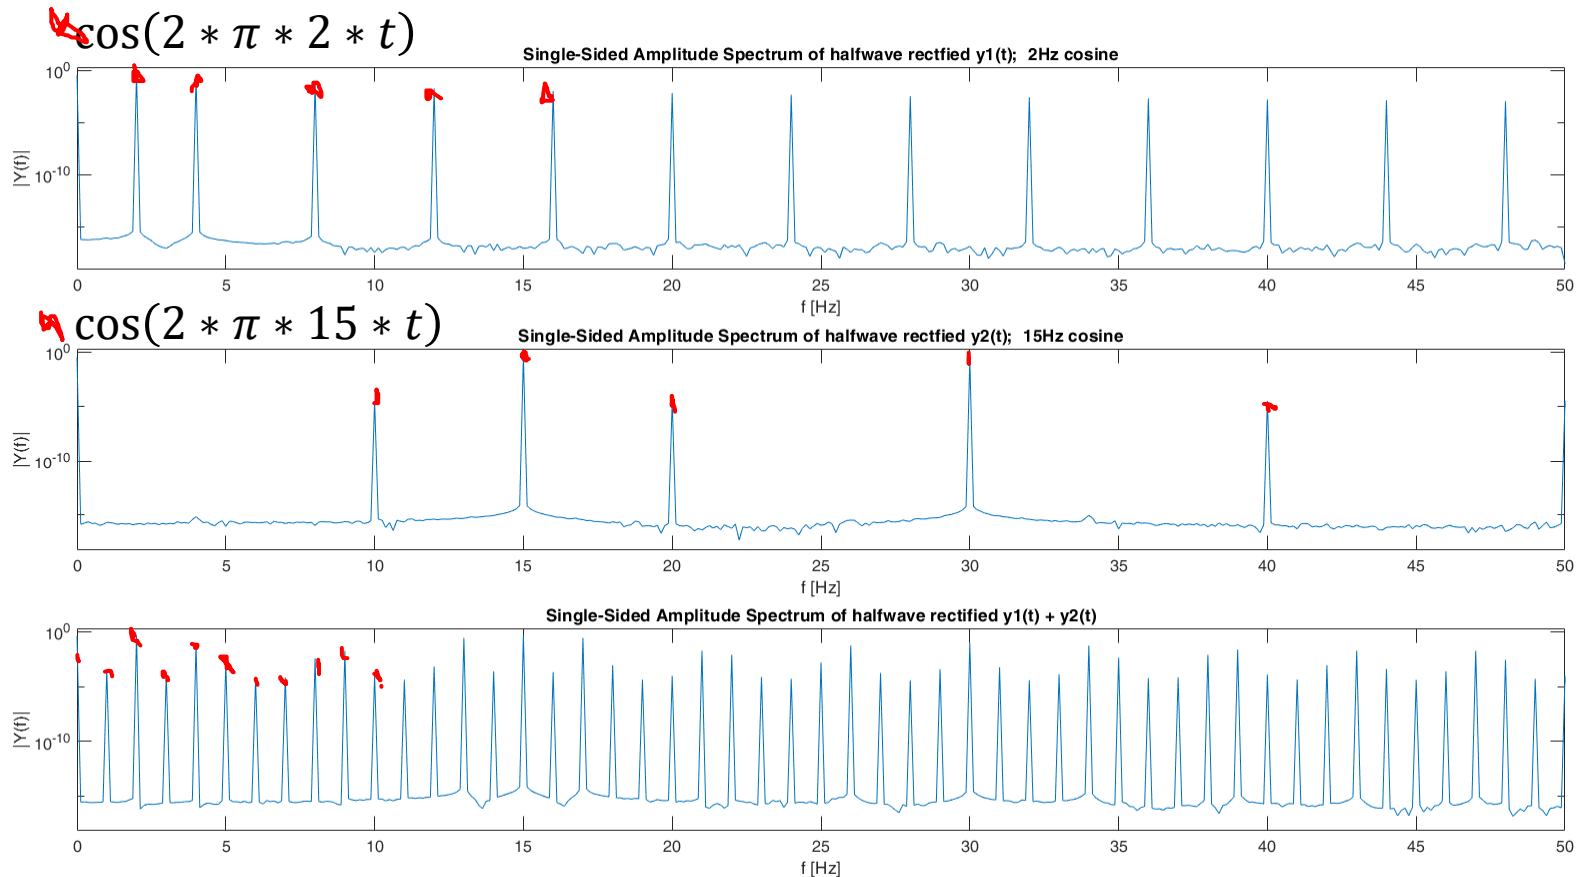 cos(2 ∗ π ∗ 2 ∗ t)
Single-Sided Amplitude Spectrum of halfwave rectfied y1(t);  2Hz cosine
10^0
10^-10
|Y(f)|
0 5 10 15 20 25 30 35 40 45 50
f [Hz]
cos(2 ∗ π ∗ 15 ∗ t)
Single-Sided Amplitude Spectrum of halfwave rectfied y2(t);  15Hz cosine
10^0
10^-10
|Y(f)|
0 5 10 15 20 25 30 35 40 45 50
f [Hz]
Single-Sided Amplitude Spectrum of halfwave rectified y1(t) + y2(t)
10^0
10^-10
|Y(f)|
0 5 10 15 20 25 30 35 40 45 50
f [Hz]